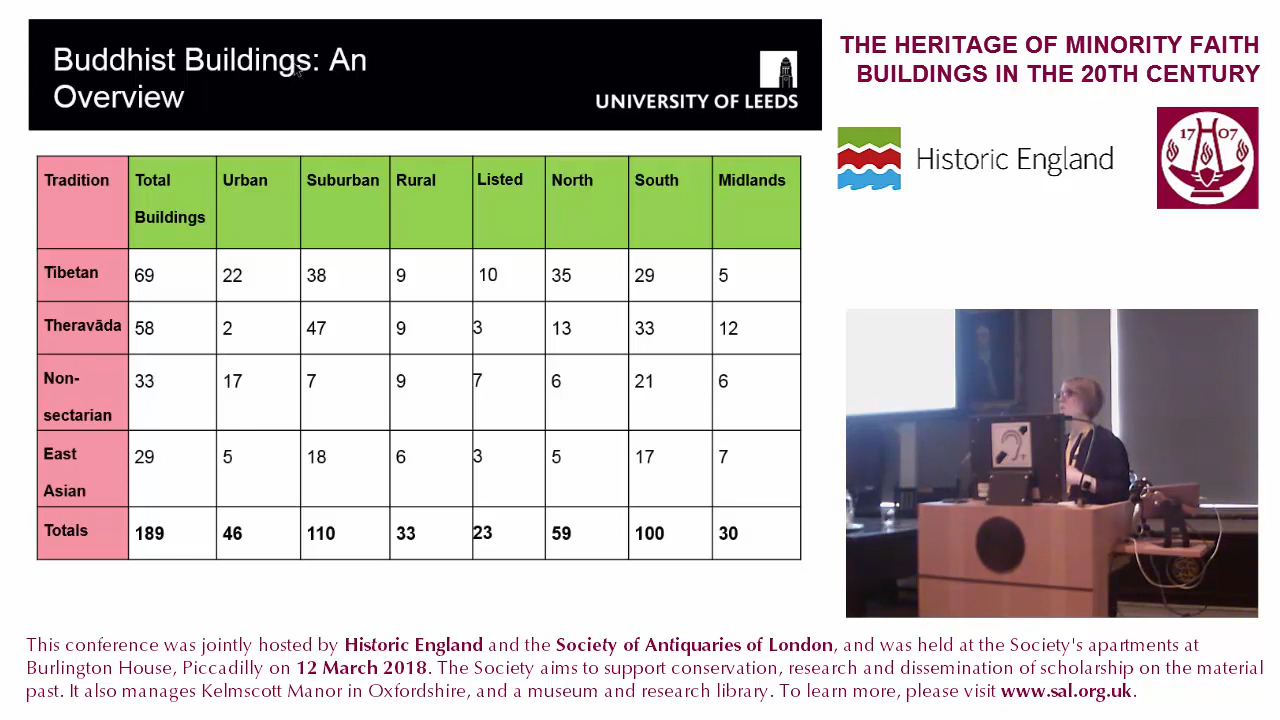 Buddhist Buildings: An
Overview
UNIVERSITY OF LEEDS
THE HERITAGE OF MINORITY FAITH
BUILDINGS IN THE 20TH CENTURY
Historic England
17 07
Tradition Total Buildings Urban Suburban Rural Listed North South Midlands
Tibetan 69 22 38 9 10 35 29 5
Theravāda 58 2 47 9 3 13 33 12
Non-sectarian 33 17 7 9 7 6 21 6
East Asian 29 5 18 6 3 5 17 7
Totals 189 46 110 33 23 59 100 30
This conference was jointly hosted by Historic England and the Society of Antiquaries of London, and was held at the Society's apartments at
Burlington House, Piccadilly on 12 March 2018. The Society aims to support conservation, research and dissemination of scholarship on the material
past. It also manages Kelmscott Manor in Oxfordshire, and a museum and research library. To learn more, please visit www.sal.org.uk.